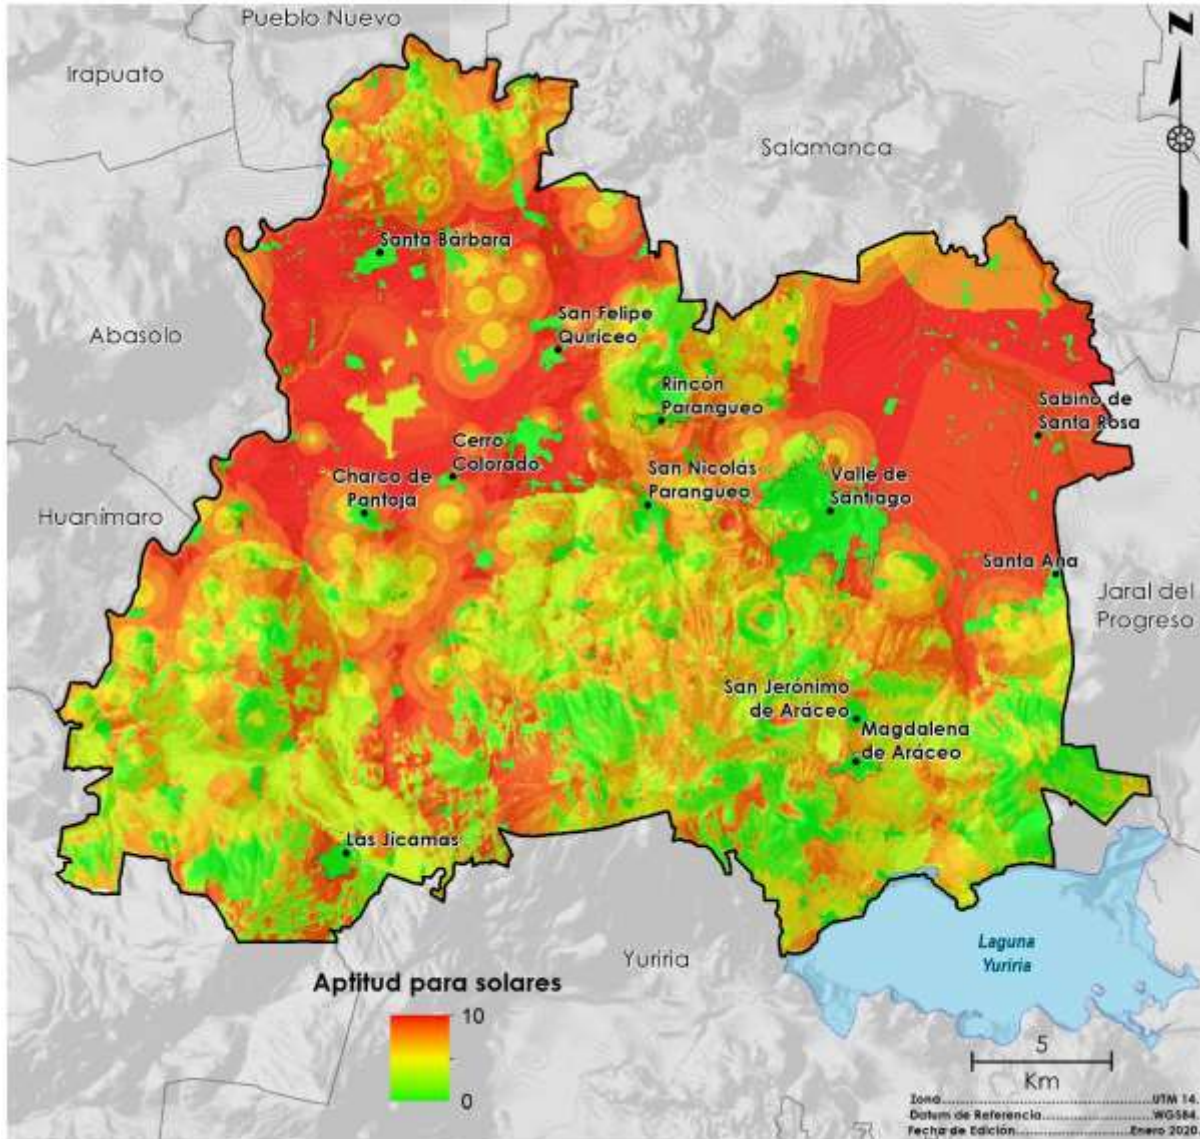 Pueblo Nuevo
Irapuato
Salamanca
Z
Santa Bárbara
Abasolo
San Felipe
Quiríceo
Rincón
Parangueo
Sabino de
Santa Rosa
Cerro
Colorado
Charco de
Pantoja
San Nicolás
Parangueo
Valle de
Santiago
Huanímaro
Santa Ana
Jaral del
Progreso
San Jerónimo
de Aráceo
Magdalena
de Aráceo
Las Jícamas
Yuriria
Laguna
Yuriria
Aptitud para solares
10
0
5
Km
Zona....................UTM 14.
Datum de Referencia....................WGS84.
Fecha de Edición....................Enero 2020